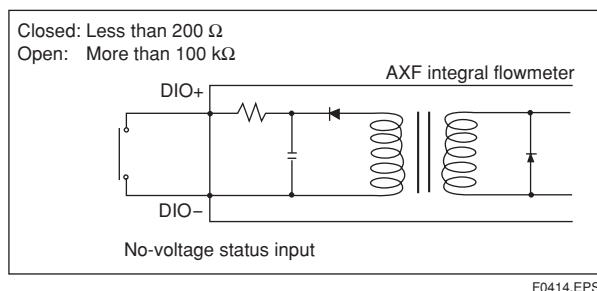 Closed: Less than 200 Ω
Open: More than 100 kΩ
AXF integral flowmeter
DIO+
DIO−
No-voltage status input
F0414.EPS